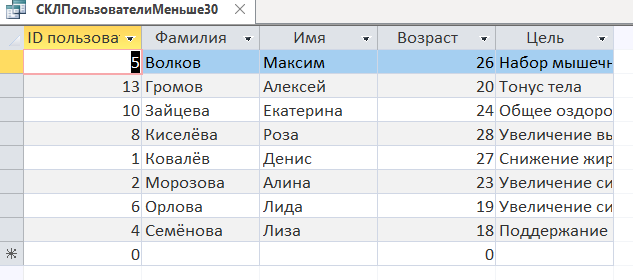 СКЛПользователиМеньше30
ID пользова Фамилия Имя Возраст Цель
5 Волков Максим 26 Набор мышечн
13 Громов Алексей 20 Тонус тела
10 Зайцева Екатерина 24 Общее оздоро
8 Киселёва Роза 28 Увеличение вы
1 Ковалёв Денис 27 Снижение жир
2 Морозова Алина 23 Увеличение си
6 Орлова Лида 19 Увеличение си
4 Семёнова Лиза 18 Поддержание
0 0